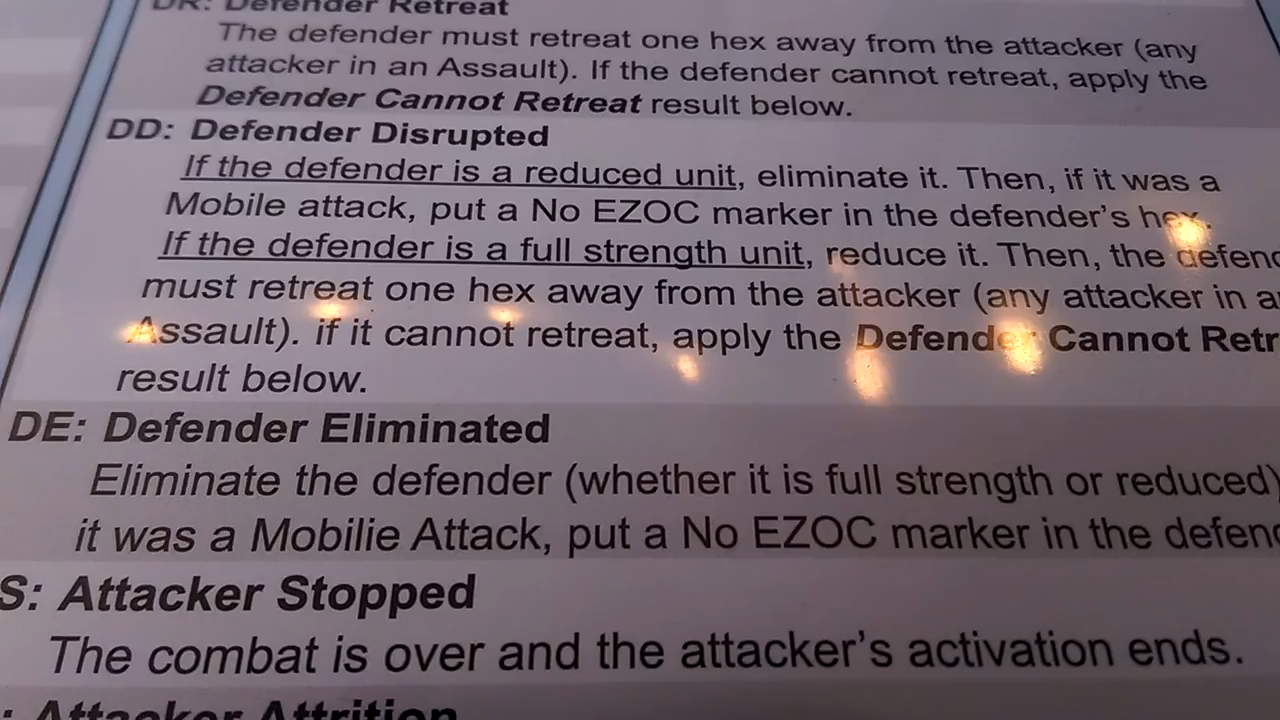 DR: Defender Retreat
The defender must retreat one hex away from the attacker (any
attacker in an Assault). If the defender cannot retreat, apply the
Defender Cannot Retreat result below.
DD: Defender Disrupted
If the defender is a reduced unit, eliminate it. Then, if it was a
Mobile attack, put a No EZOC marker in the defender's hex.
If the defender is a full strength unit, reduce it. Then, the defend
must retreat one hex away from the attacker (any attacker in a
Assault). if it cannot retreat, apply the Defender Cannot Retr
result below.
DE: Defender Eliminated
Eliminate the defender (whether it is full strength or reduced)
it was a Mobilie Attack, put a No EZOC marker in the defend
S: Attacker Stopped
The combat is over and the attacker's activation ends.
: Attacker Attrition